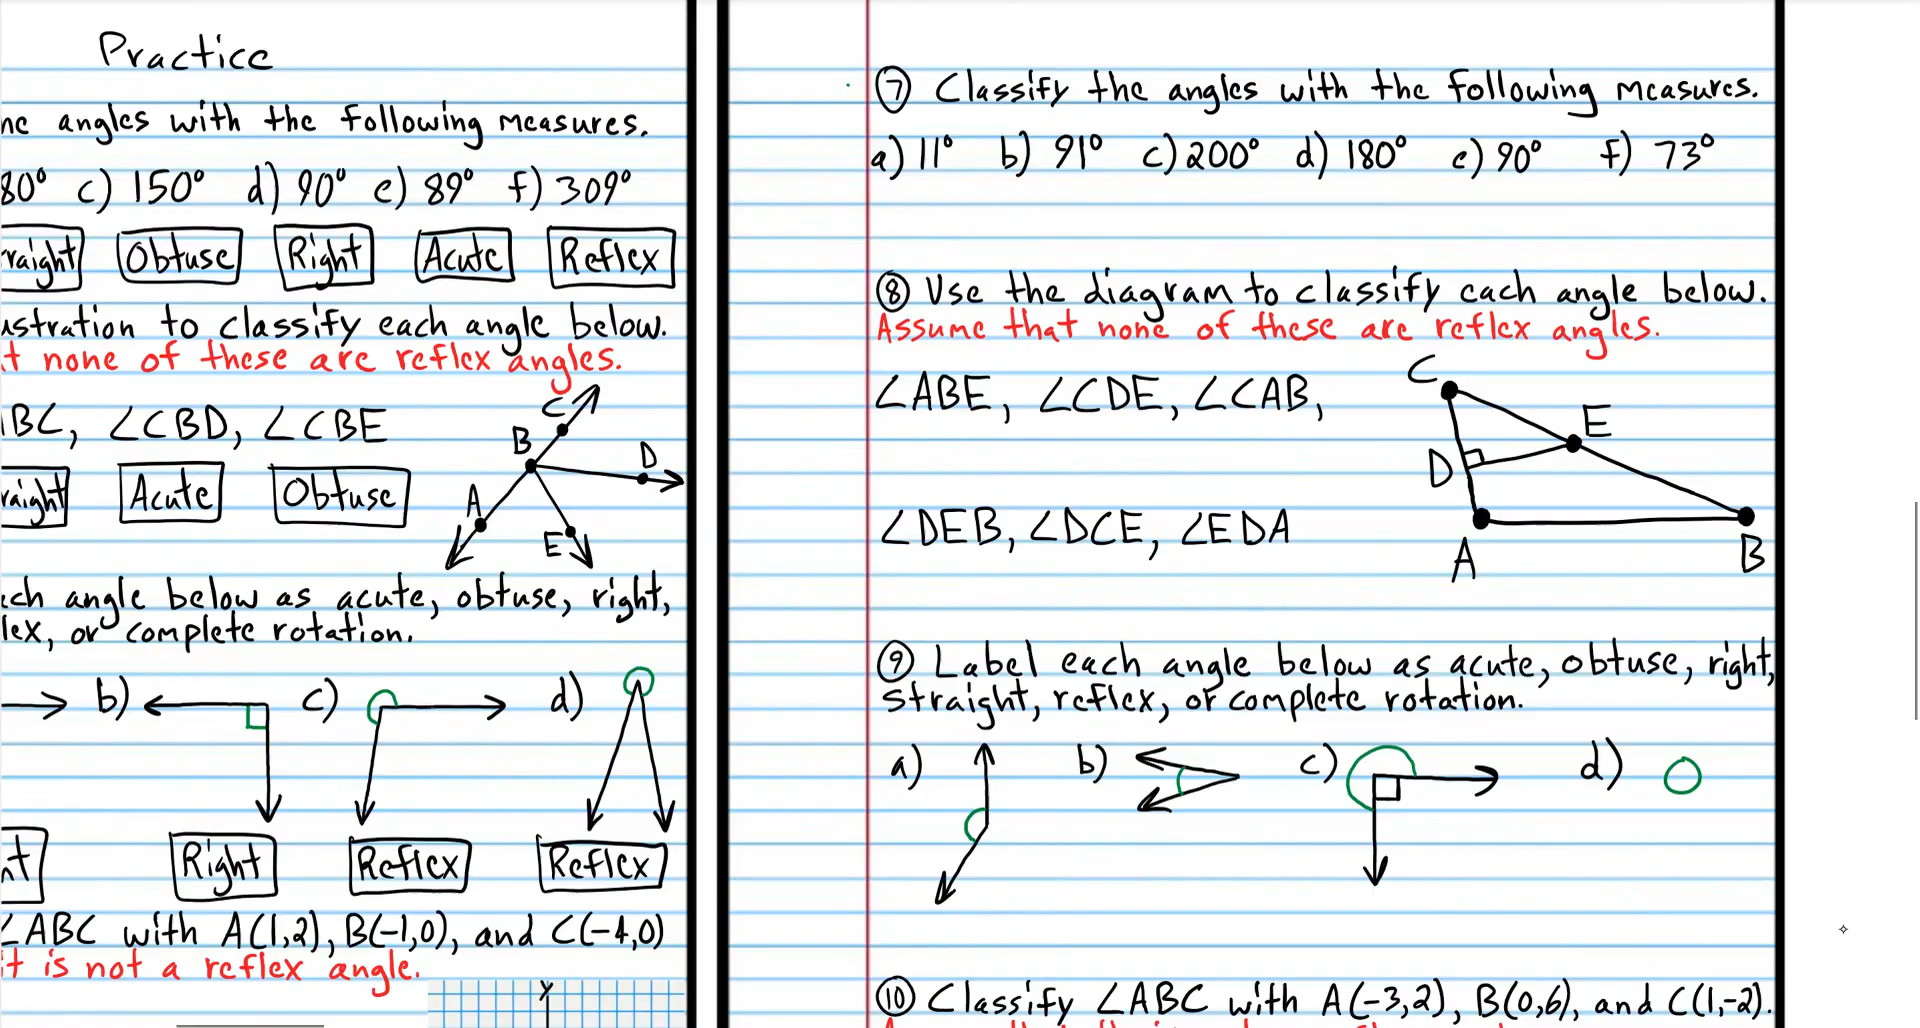 Practice
angles with the following measures.
80° c) 150° d) 90° e) 89° f) 309°
raight Obtuse Right Acute Reflex
ustration to classify each angle below.
t none of these are reflex angles.
BC, ∠CBD, ∠CBE
raight Acute Obtuse
C
B
D
A
E
ch angle below as acute, obtuse, right,
lex, or complete rotation.
b) c) d)
Right Reflex Reflex
∠ABC with A(1,2), B(-1,0), and C(-4,0)
it is not a reflex angle.
y
⑦ Classify the angles with the following measures.
a) 11° b) 91° c) 200° d) 180° e) 90° f) 73°
⑧ Use the diagram to classify each angle below.
Assume that none of these are reflex angles.
∠ABE, ∠CDE, ∠CAB,
∠DEB, ∠DCE, ∠EDA
C
E
D
A
B
⑨ Label each angle below as acute, obtuse, right,
straight, reflex, or complete rotation.
a) b) c) d)
⑩ Classify ∠ABC with A(-3,2), B(0,6), and C(1,-2).